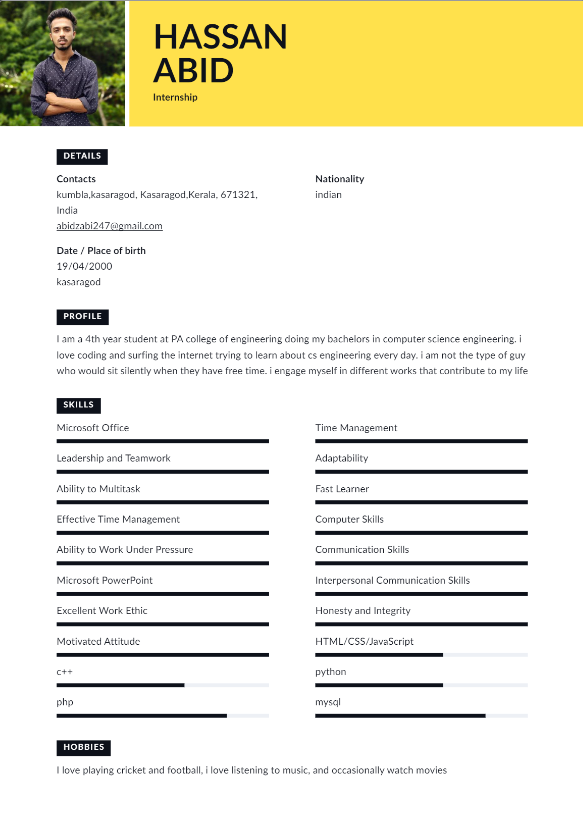 HASSAN
ABID
Internship
DETAILS
Contacts
kumbla,kasaragod, Kasaragod,Kerala, 671321,
India
abidzabi247@gmail.com
Date / Place of birth
19/04/2000
kasaragod
Nationality
indian
PROFILE
I am a 4th year student at PA college of engineering doing my bachelors in computer science engineering. i
love coding and surfing the internet trying to learn about cs engineering every day. i am not the type of guy
who would sit silently when they have free time. i engage myself in different works that contribute to my life
SKILLS
Microsoft Office
Time Management
Leadership and Teamwork
Adaptability
Ability to Multitask
Fast Learner
Effective Time Management
Computer Skills
Ability to Work Under Pressure
Communication Skills
Microsoft PowerPoint
Interpersonal Communication Skills
Excellent Work Ethic
Honesty and Integrity
Motivated Attitude
HTML/CSS/JavaScript
c++
python
php
mysql
HOBBIES
I love playing cricket and football, i love listening to music, and occasionally watch movies